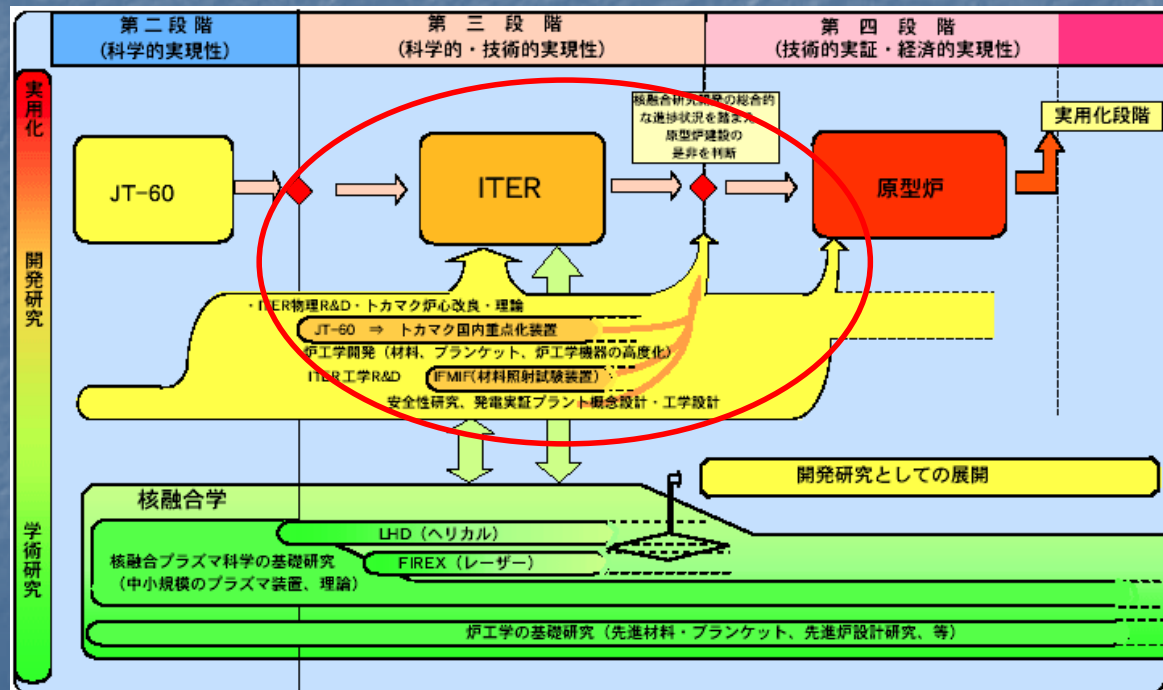 第二段階
(科学的実現性)
第三段階
(科学的・技術的実現性)
第四段階
(技術的実証・経済的実現性)
実用化
開発研究
学術研究
JT-60
ITER
核融合研究開発の総合的
な進捗状況を踏まえ
原型炉建設の
是非を判断
原型炉
実用化段階
・ITER物理R&D・トカマク炉心改良・理論
JT-60 ⇒ トカマク国内重点化装置
炉工学開発（材料、ブランケット、炉工学機器の高度化）
ITER工学R&D
IFMIF(材料照射試験装置)
安全性研究、発電実証プラント概念設計・工学設計
開発研究としての展開
核融合学
LHD（ヘリカル）
FIREX（レーザー）
核融合プラズマ科学の基礎研究
（中小規模のプラズマ装置、理論）
炉工学の基礎研究（先進材料・ブランケット、先進炉設計研究、等）